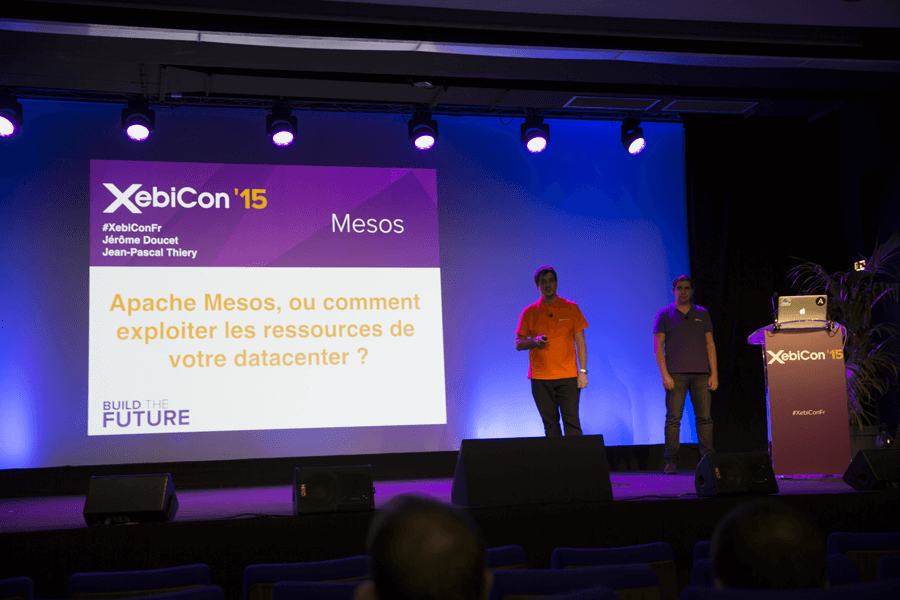 XebiCon '15
#XebiConFr
Jérôme Doucet
Jean-Pascal Thiery
Mesos
Apache Mesos, ou comment
exploiter les ressources de
votre datacenter ?
BUILD THE
FUTURE
XebiCon '15
#XebiConFr